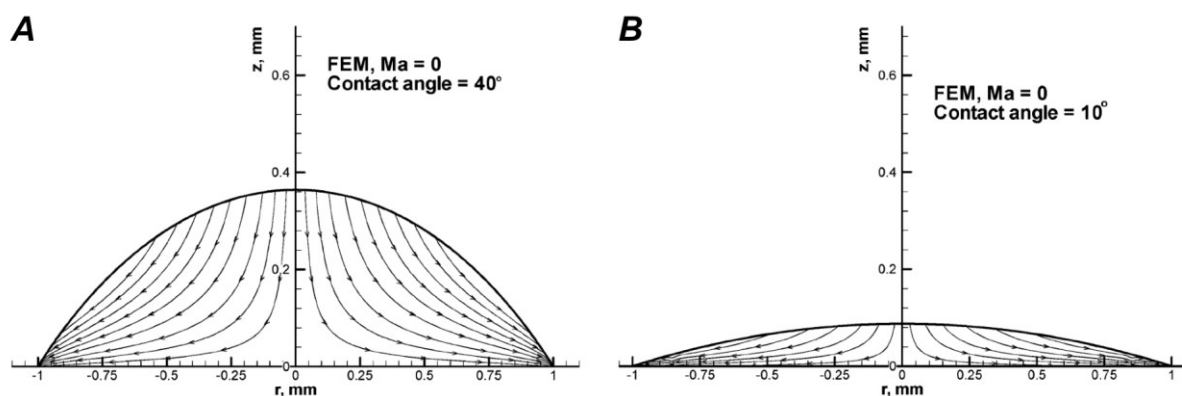 A
z, mm
FEM, Ma = 0
Contact angle = 40°
0.6
0.4
0.2
0
-1 -0.75 -0.5 -0.25 0 0.25 0.5 0.75 1
r, mm
B
z, mm
FEM, Ma = 0
Contact angle = 10°
0.6
0.4
0.2
0
-1 -0.75 -0.5 -0.25 0 0.25 0.5 0.75 1
r, mm